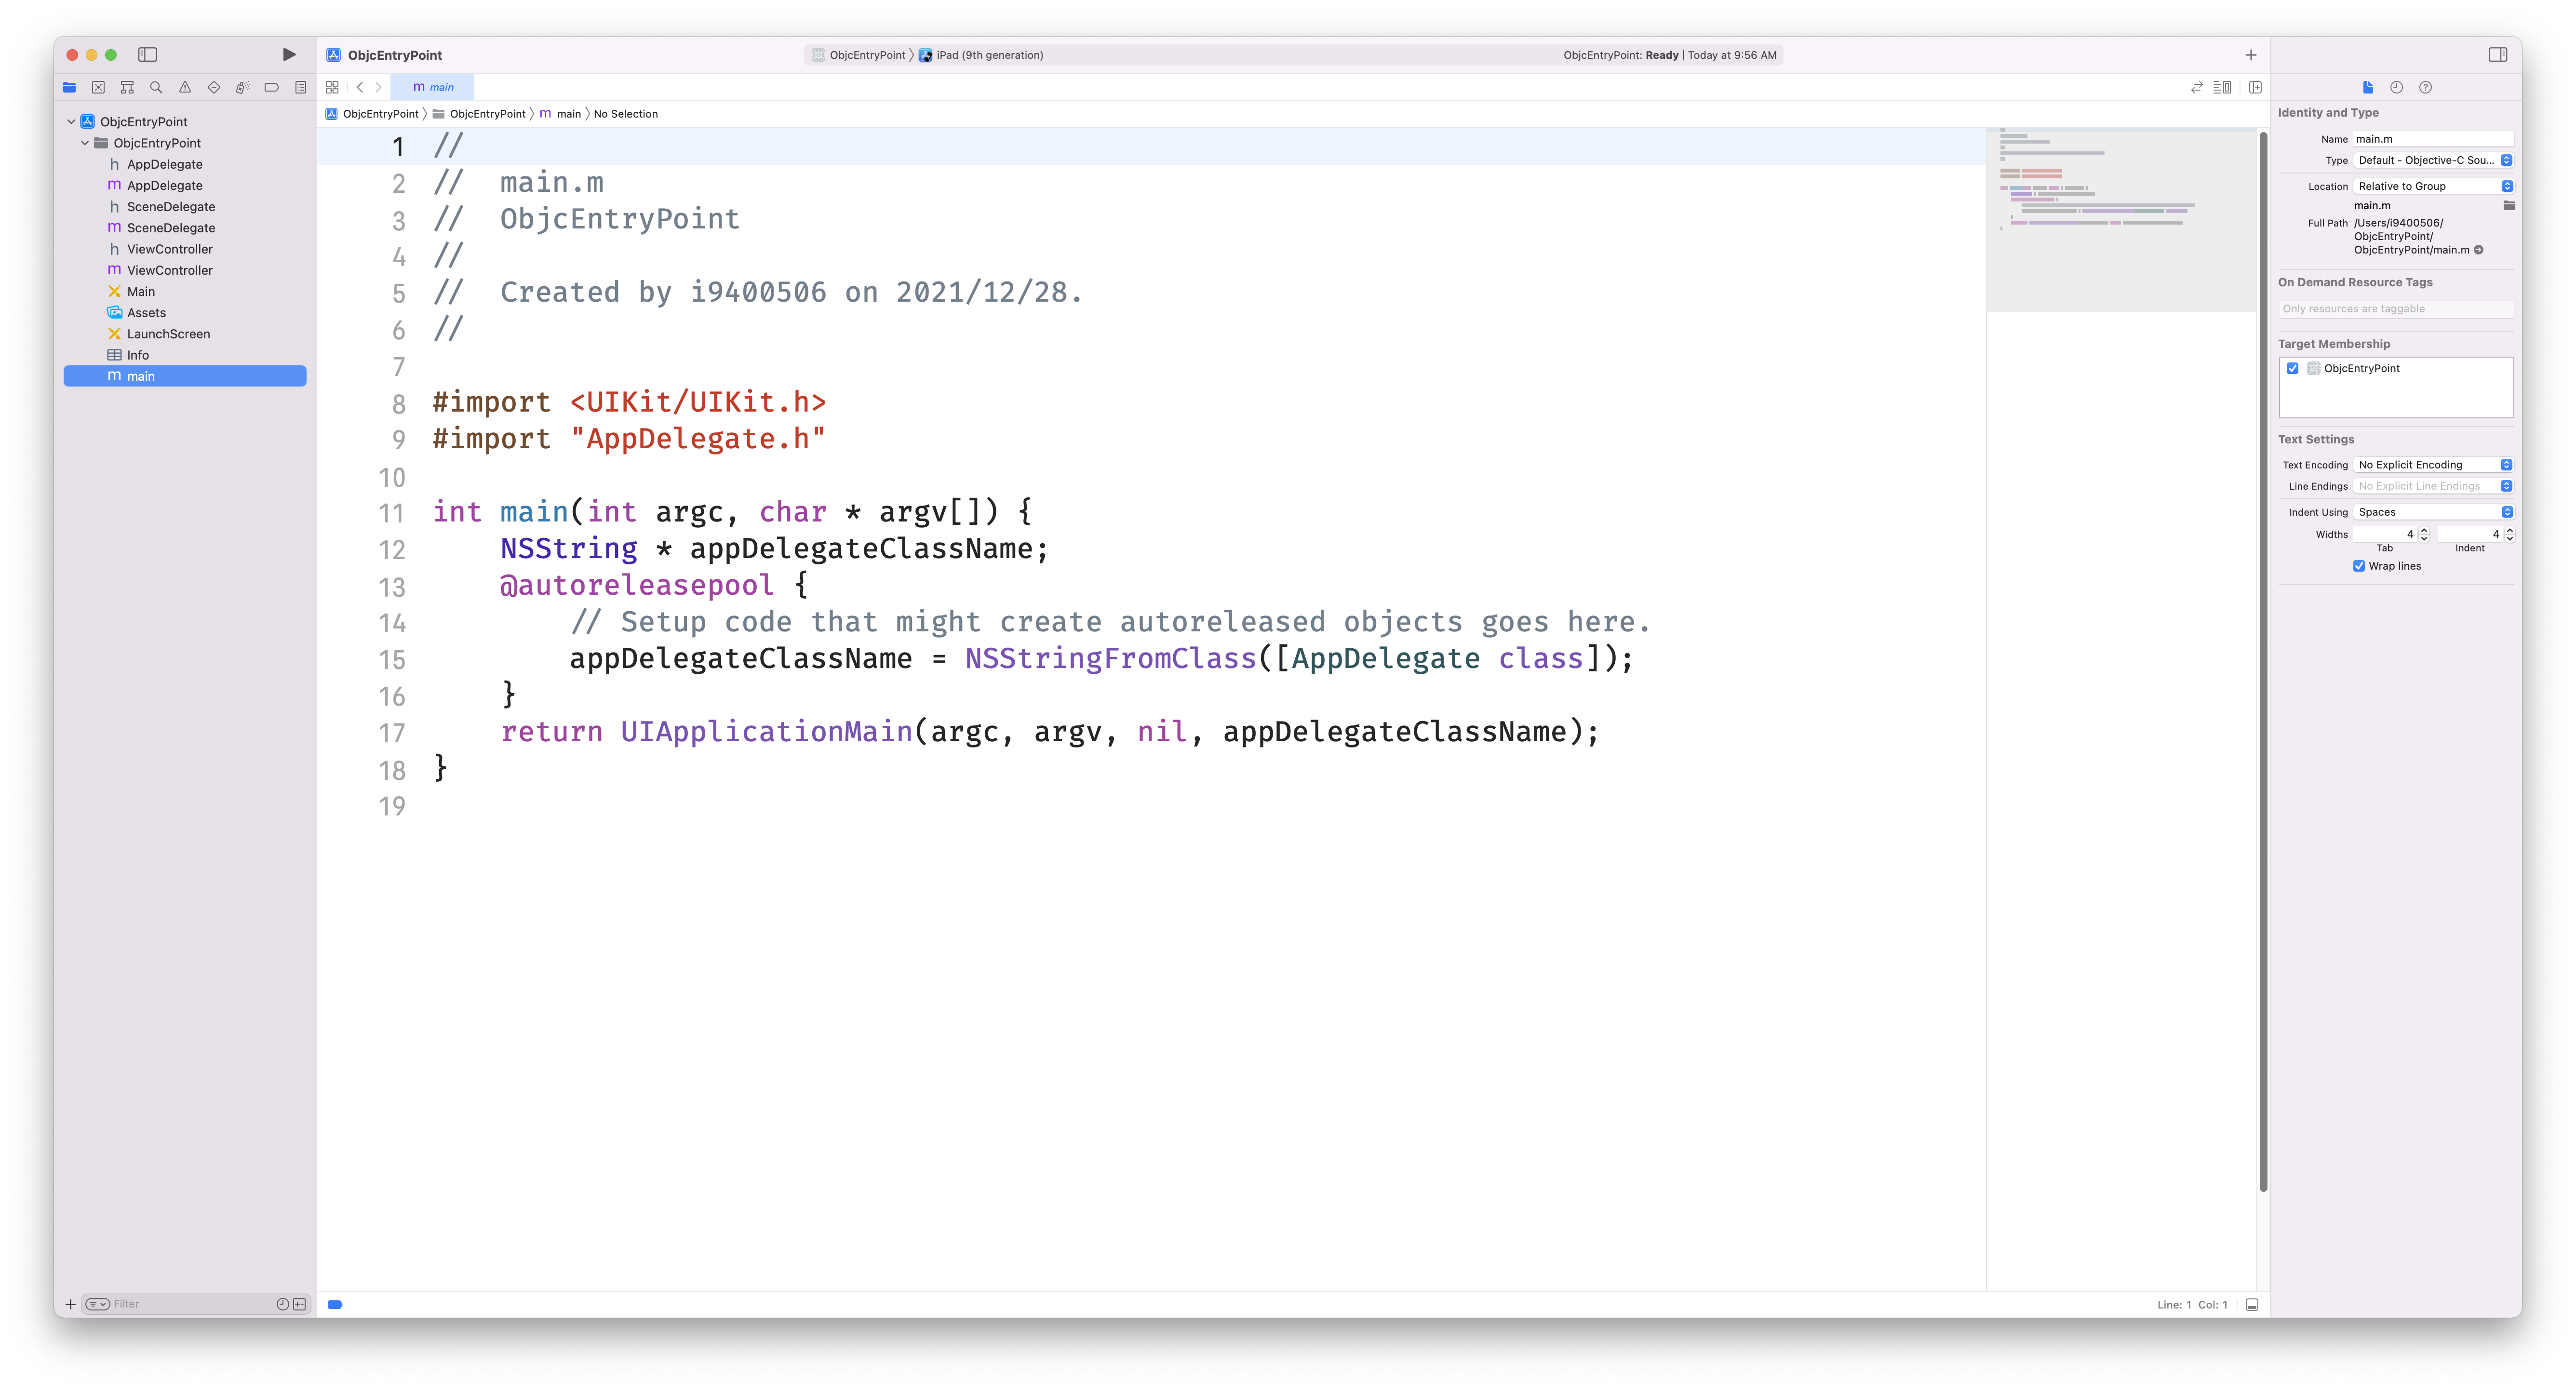 ObjcEntryPoint
ObjcEntryPoint 〉 iPad (9th generation)
ObjcEntryPoint: Ready | Today at 9:56 AM
m main
ObjcEntryPoint 〉 ObjcEntryPoint 〉 m main 〉 No Selection
ObjcEntryPoint
ObjcEntryPoint
h AppDelegate
m AppDelegate
h SceneDelegate
m SceneDelegate
h ViewController
m ViewController
Main
Assets
LaunchScreen
Info
m main
Filter
1 //
2 //  main.m
3 //  ObjcEntryPoint
4 //
5 //  Created by i9400506 on 2021/12/28.
6 //
7
8 #import <UIKit/UIKit.h>
9 #import "AppDelegate.h"
10
11 int main(int argc, char * argv[]) {
12     NSString * appDelegateClassName;
13     @autoreleasepool {
14         // Setup code that might create autoreleased objects goes here.
15         appDelegateClassName = NSStringFromClass([AppDelegate class]);
16     }
17     return UIApplicationMain(argc, argv, nil, appDelegateClassName);
18 }
19
Line: 1 Col: 1
Identity and Type
Name main.m
Type Default - Objective-C Sou...
Location Relative to Group
main.m
Full Path /Users/i9400506/
ObjcEntryPoint/
ObjcEntryPoint/main.m
On Demand Resource Tags
Only resources are taggable
Target Membership
ObjcEntryPoint
Text Settings
Text Encoding No Explicit Encoding
Line Endings No Explicit Line Endings
Indent Using Spaces
Widths 4 4
Tab Indent
Wrap lines